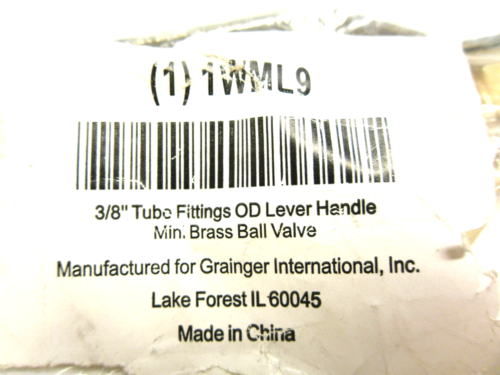 (1) 1WML9
3/8" Tube Fittings OD Lever Handle
Mini Brass Ball Valve
Manufactured for Grainger International, Inc.
Lake Forest IL 60045
Made in China